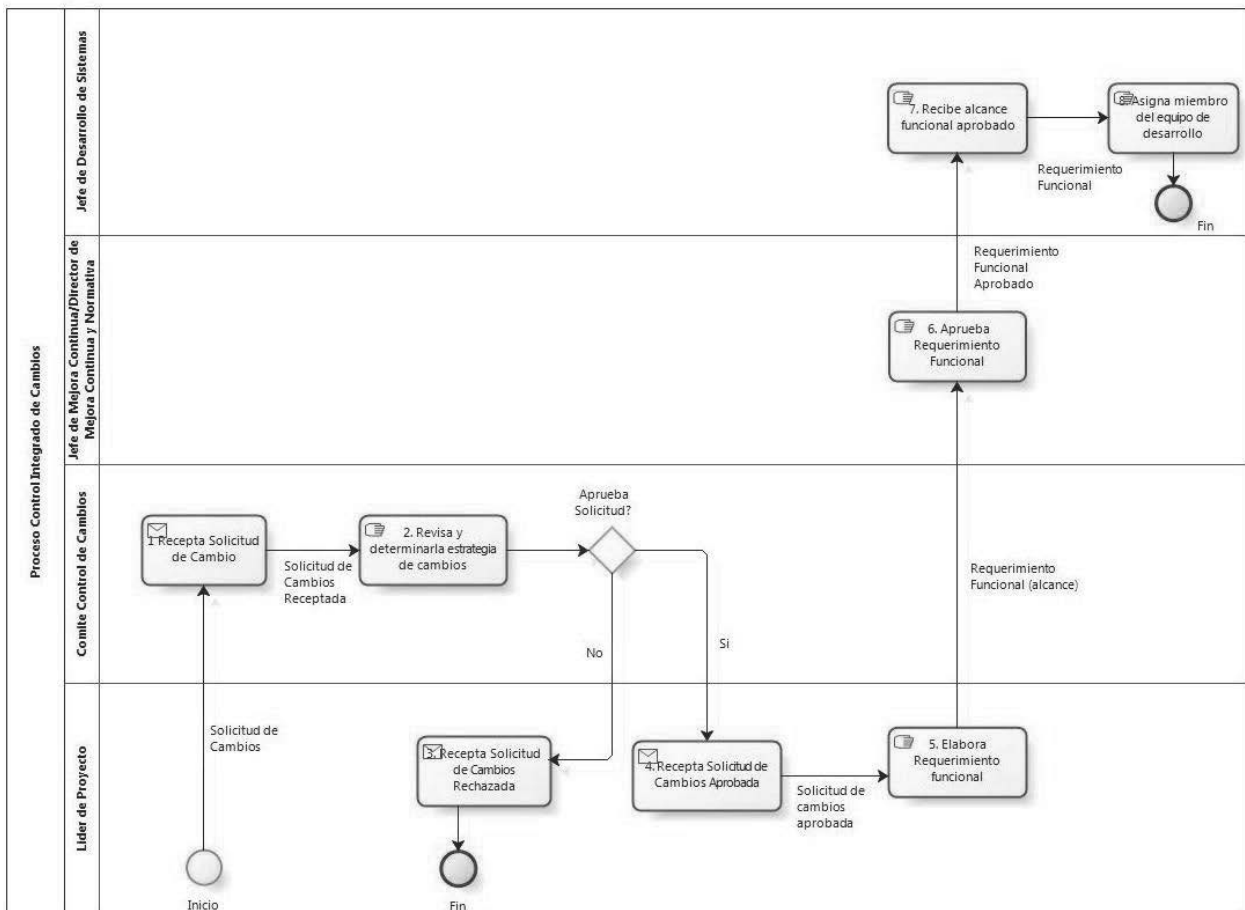 Proceso Control Integrado de Cambios
Jefe de Desarrollo de Sistemas
7. Recibe alcance
funcional aprobado
Requerimiento
Funcional
8. Asigna miembro
del equipo de
desarrollo
Fin
Jefe de Mejora Continua/Director de
Mejora Continua y Normativa
Requerimiento
Funcional
Aprobado
6. Aprueba
Requerimiento
Funcional
Comite Control de Cambios
1 Recepta Solicitud
de Cambio
Solicitud de
Cambios
Receptada
2. Revisa y
determinarla estrategia
de cambios
Aprueba
Solicitud?
No
Si
Requerimiento
Funcional (alcance)
Lider de Proyecto
Solicitud de
Cambios
Inicio
3. Recepta Solicitud
de Cambios
Rechazada
Fin
4. Recepta Solicitud de
Cambios Aprobada
Solicitud de
cambios
aprobada
5. Elabora
Requerimiento
funcional